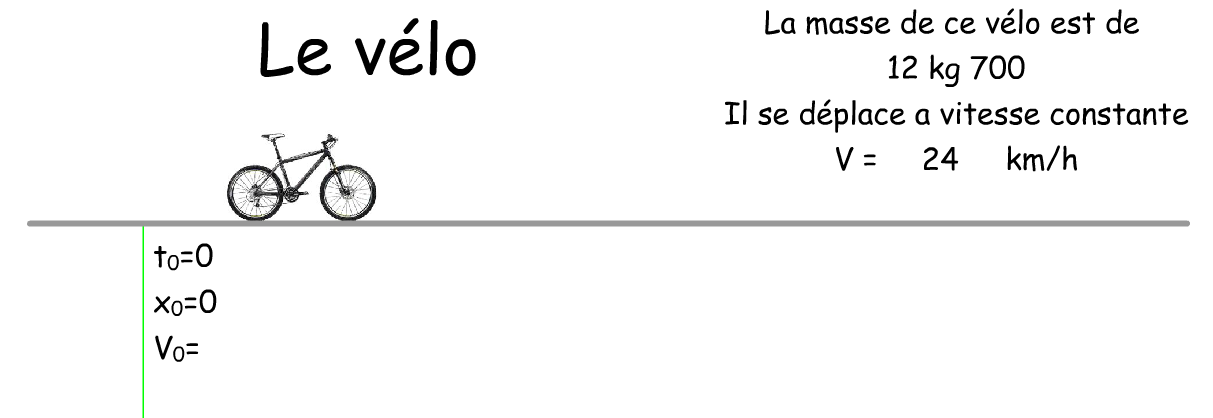 Le vélo
La masse de ce vélo est de
12 kg 700
Il se déplace a vitesse constante
V = 24 km/h
t₀=0
x₀=0
V₀=